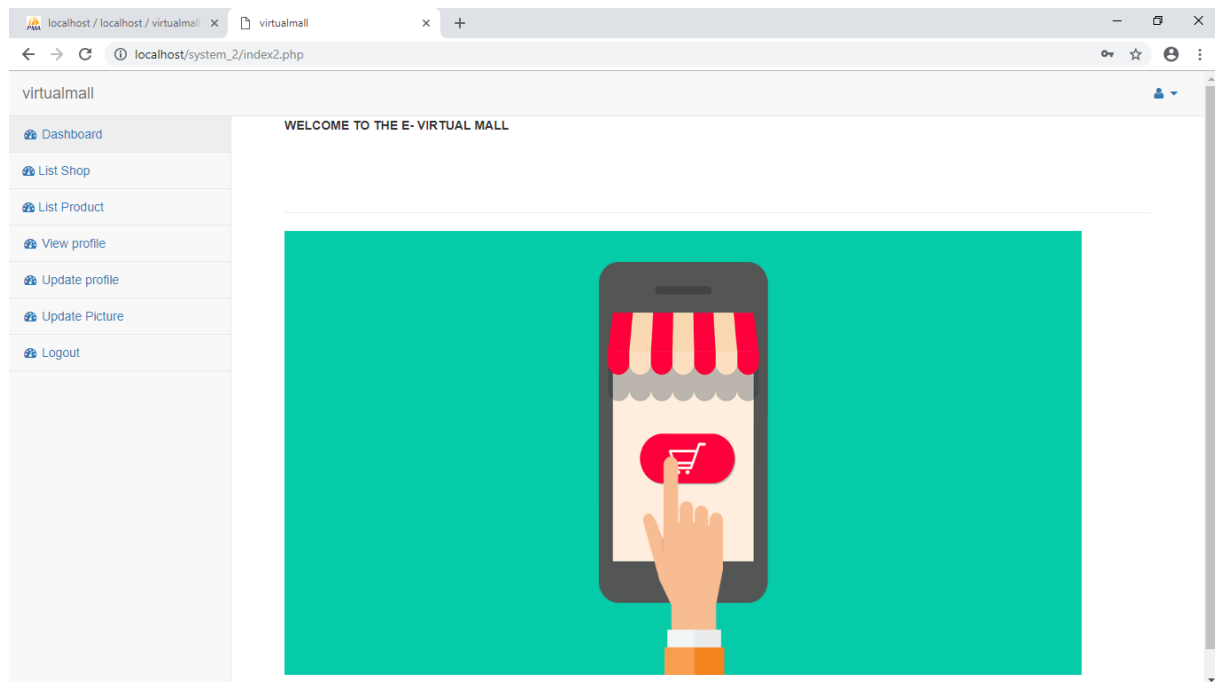 PMA localhost / localhost / virtualmall
virtualmall
localhost/system_2/index2.php
virtualmall
Dashboard
List Shop
List Product
View profile
Update profile
Update Picture
Logout
WELCOME TO THE E- VIRTUAL MALL